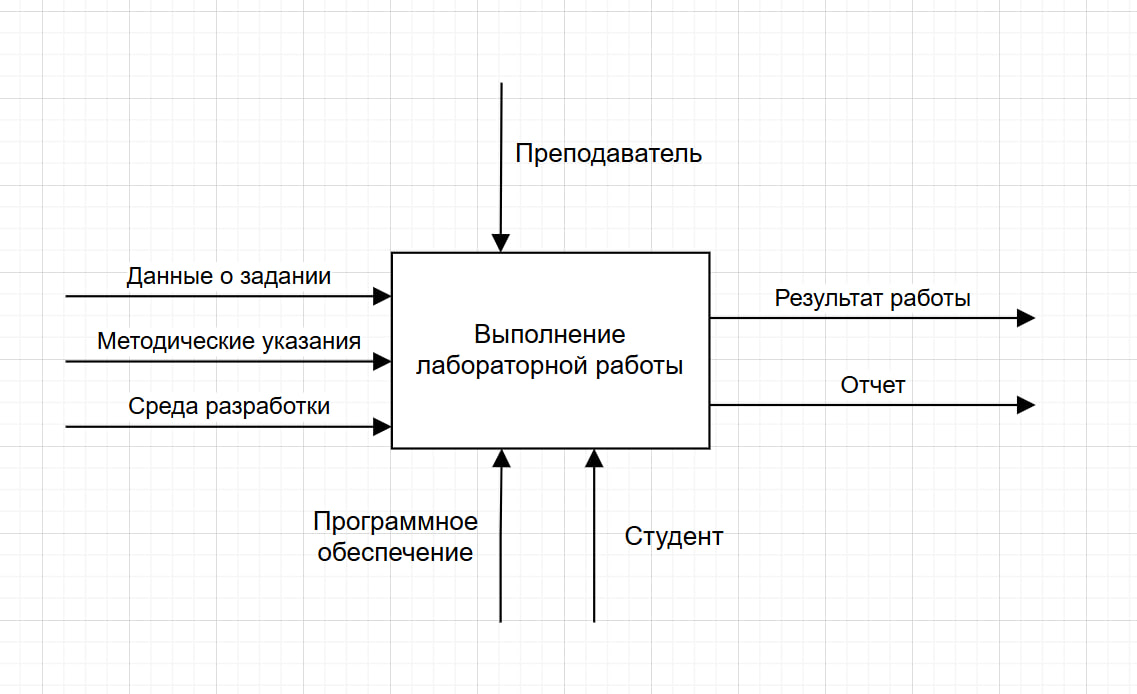 Преподаватель
Данные о задании
Методические указания
Среда разработки
Выполнение
лабораторной работы
Результат работы
Отчет
Программное
обеспечение
Студент